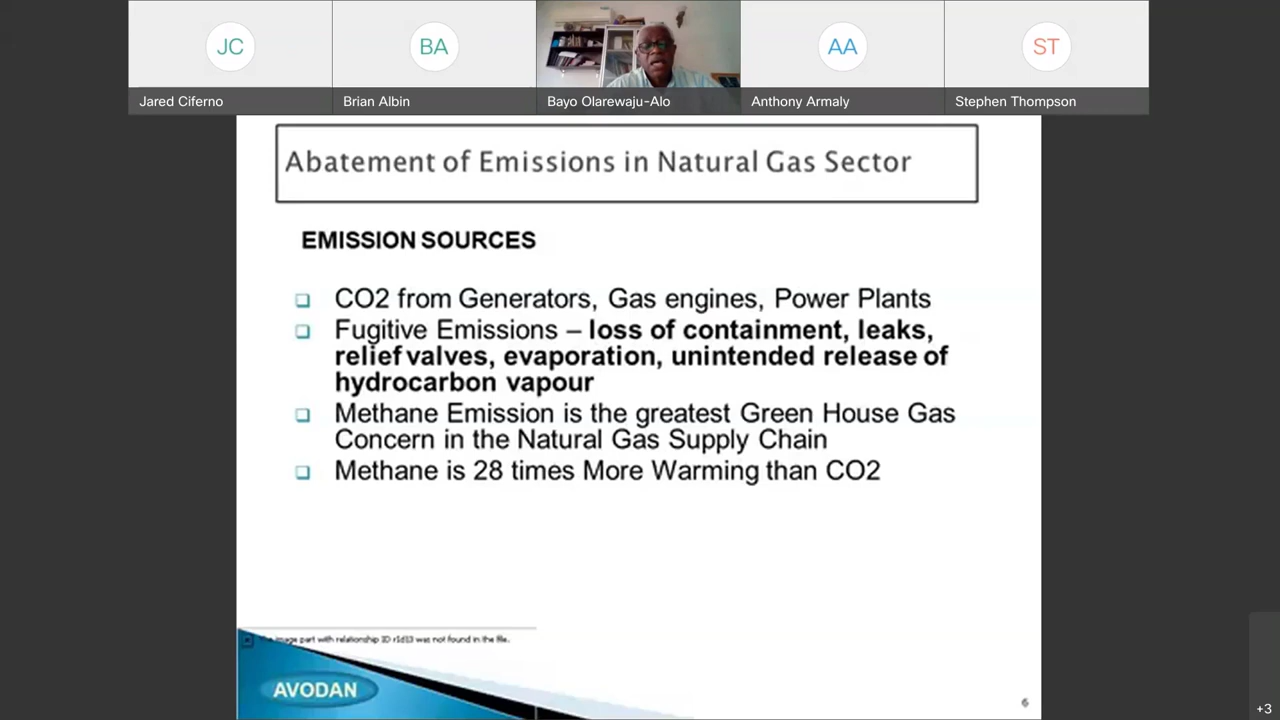 JC
BA
AA
ST
Jared Ciferno
Brian Albin
Bayo Olarewaju-Alo
Anthony Armaly
Stephen Thompson
Abatement of Emissions in Natural Gas Sector
EMISSION SOURCES
CO2 from Generators, Gas engines, Power Plants
Fugitive Emissions – loss of containment, leaks,
relief valves, evaporation, unintended release of
hydrocarbon vapour
Methane Emission is the greatest Green House Gas
Concern in the Natural Gas Supply Chain
Methane is 28 times More Warming than CO2
image part with relationship ID rId13 was not found in the file.
AVODAN
6
+3